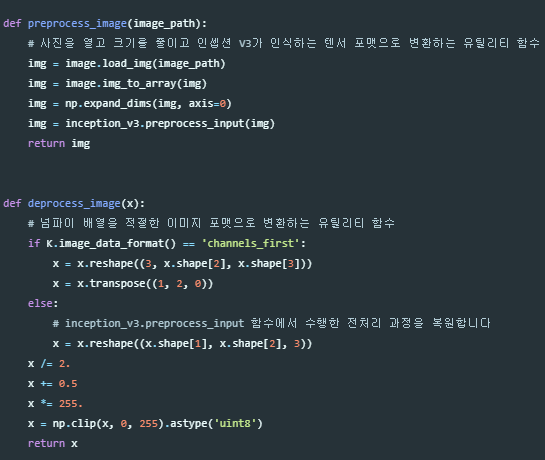 def preprocess_image(image_path):
    # 사진을 열고 크기를 줄이고 인셉션 V3가 인식하는 텐서 포맷으로 변환하는 유틸리티 함수
    img = image.load_img(image_path)
    img = image.img_to_array(img)
    img = np.expand_dims(img, axis=0)
    img = inception_v3.preprocess_input(img)
    return img
def deprocess_image(x):
    # 넘파이 배열을 적절한 이미지 포맷으로 변환하는 유틸리티 함수
    if K.image_data_format() == 'channels_first':
        x = x.reshape((3, x.shape[2], x.shape[3]))
        x = x.transpose((1, 2, 0))
    else:
        # inception_v3.preprocess_input 함수에서 수행한 전처리 과정을 복원합니다
        x = x.reshape((x.shape[1], x.shape[2], 3))
    x /= 2.
    x += 0.5
    x *= 255.
    x = np.clip(x, 0, 255).astype('uint8')
    return x